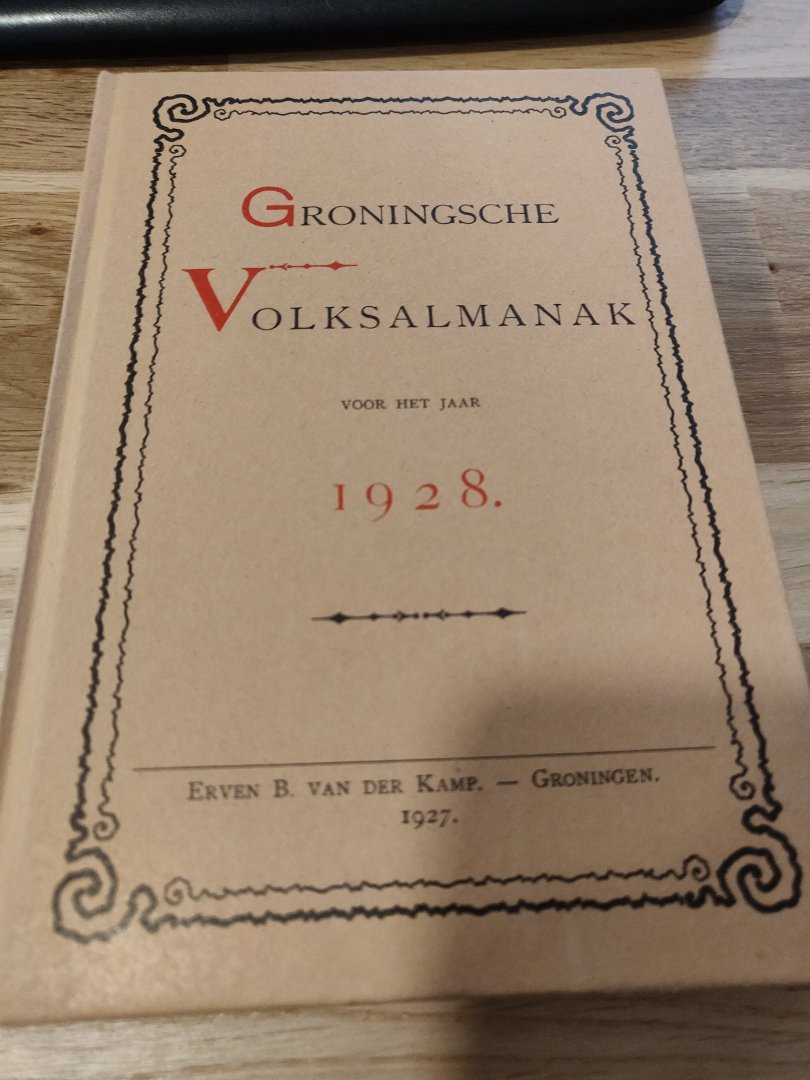 GRONINGSCHE
VOLKSALMANAK
VOOR HET JAAR
1928.
ERVEN B. VAN DER KAMP. — GRONINGEN.
1927.